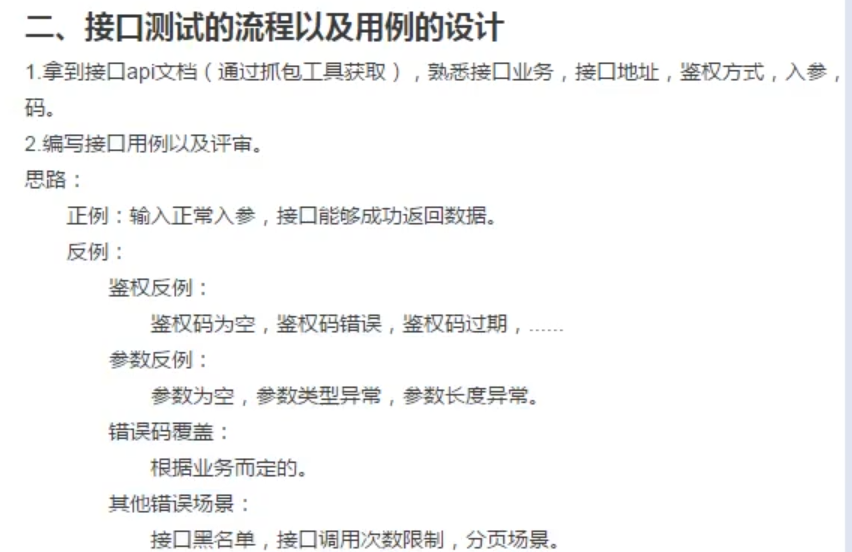 二、接口测试的流程以及用例的设计
1.拿到接口api文档（通过抓包工具获取），熟悉接口业务，接口地址，鉴权方式，入参，
码。
2.编写接口用例以及评审。
思路：
正例：输入正常入参，接口能够成功返回数据。
反例：
鉴权反例：
鉴权码为空，鉴权码错误，鉴权码过期，……
参数反例：
参数为空，参数类型异常，参数长度异常。
错误码覆盖：
根据业务而定的。
其他错误场景：
接口黑名单，接口调用次数限制，分页场景。